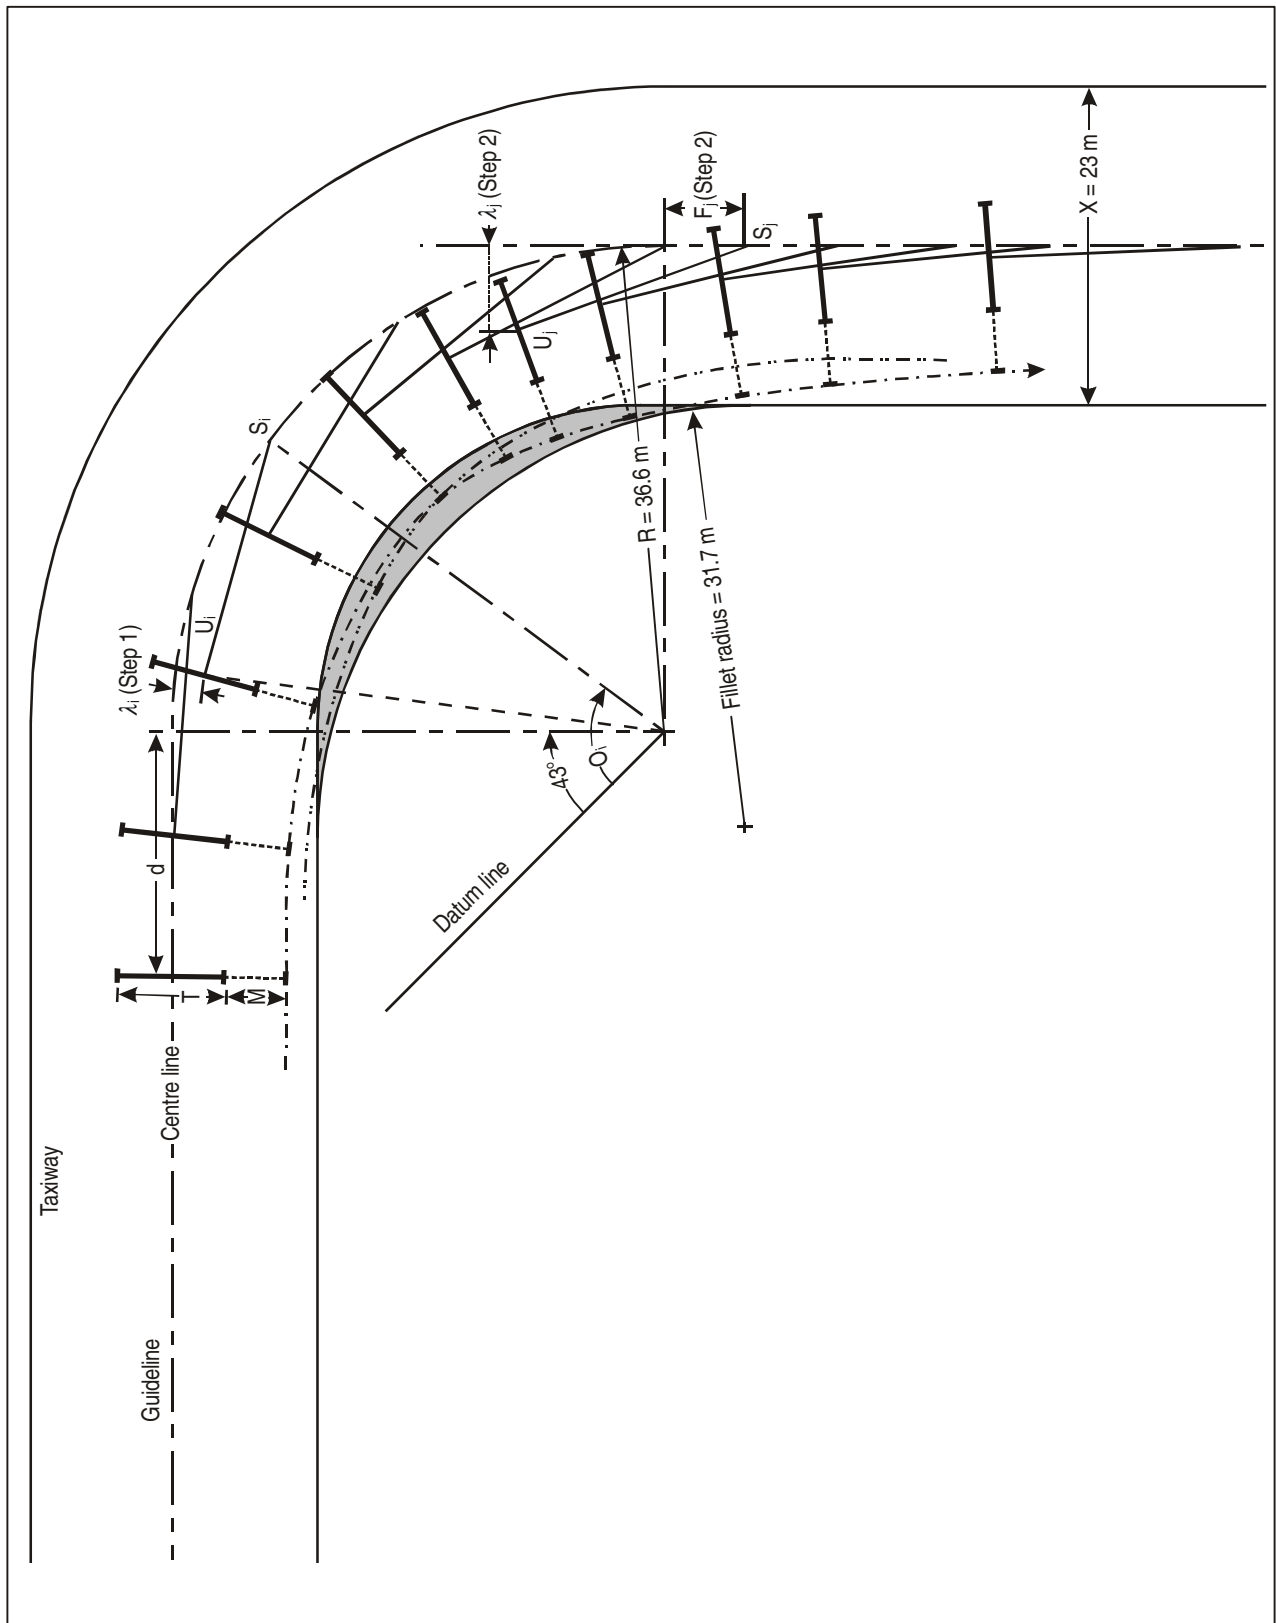 λj (Step 2)
Fj (Step 2)
X = 23 m
Sj
Uj
Si
R = 36.6 m
Ui
λi (Step 1)
Fillet radius = 31.7 m
43°
Oi
d
Datum line
T
M
Centre line
Taxiway
Guideline